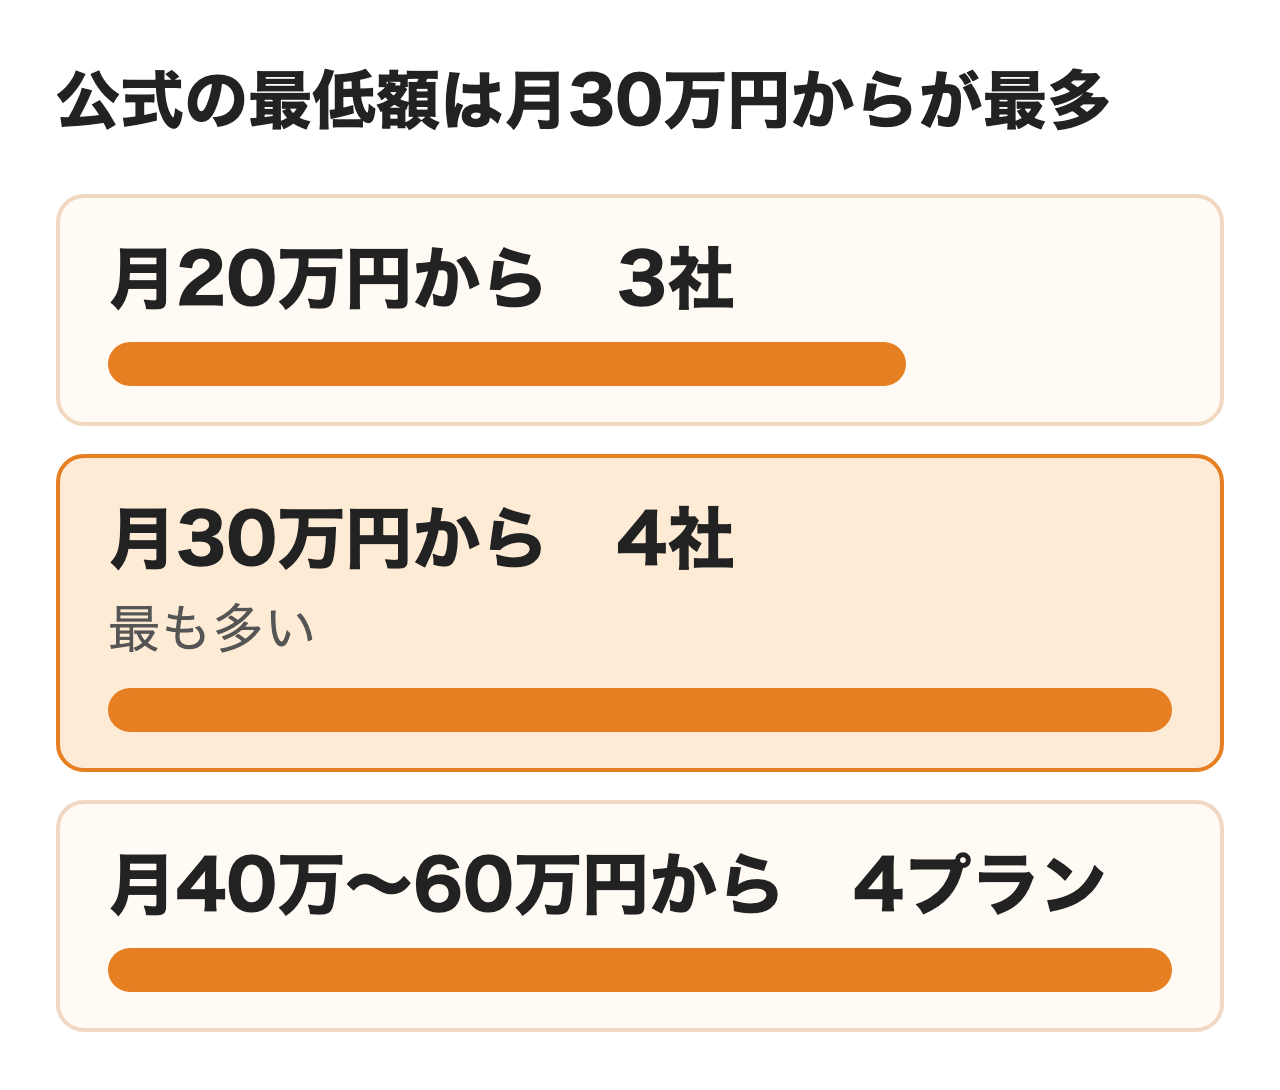 公式の最低額は月30万円からが最多
月20万円から　3社
月30万円から　4社
最も多い
月40万〜60万円から　4プラン